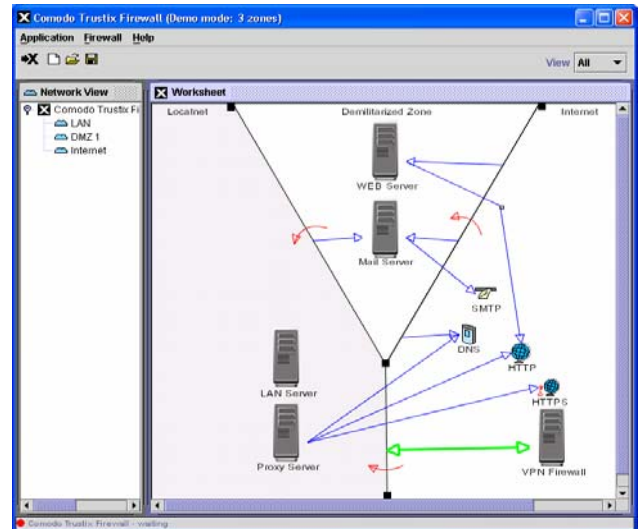 Comodo Trustix Firewall (Demo mode: 3 zones)
Application Firewall Help
View All
Network View
Comodo Trustix Fi
LAN
DMZ 1
Internet
Worksheet
Localnet Demilitarized Zone Internet
WEB Server
Mail Server
SMTP
DNS
HTTP
LAN Server
HTTPS
Proxy Server
VPN Firewall
Comodo Trustix Firewall - waiting